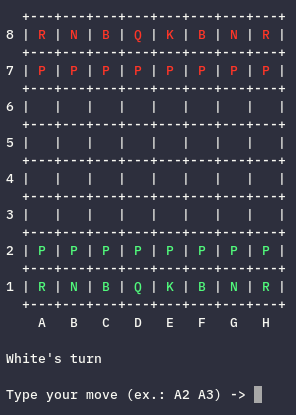 +---+---+---+---+---+---+---+---+
8 | R | N | B | Q | K | B | N | R |
+---+---+---+---+---+---+---+---+
7 | P | P | P | P | P | P | P | P |
+---+---+---+---+---+---+---+---+
6 |   |   |   |   |   |   |   |   |
+---+---+---+---+---+---+---+---+
5 |   |   |   |   |   |   |   |   |
+---+---+---+---+---+---+---+---+
4 |   |   |   |   |   |   |   |   |
+---+---+---+---+---+---+---+---+
3 |   |   |   |   |   |   |   |   |
+---+---+---+---+---+---+---+---+
2 | P | P | P | P | P | P | P | P |
+---+---+---+---+---+---+---+---+
1 | R | N | B | Q | K | B | N | R |
+---+---+---+---+---+---+---+---+
A B C D E F G H
White's turn
Type your move (ex.: A2 A3) ->